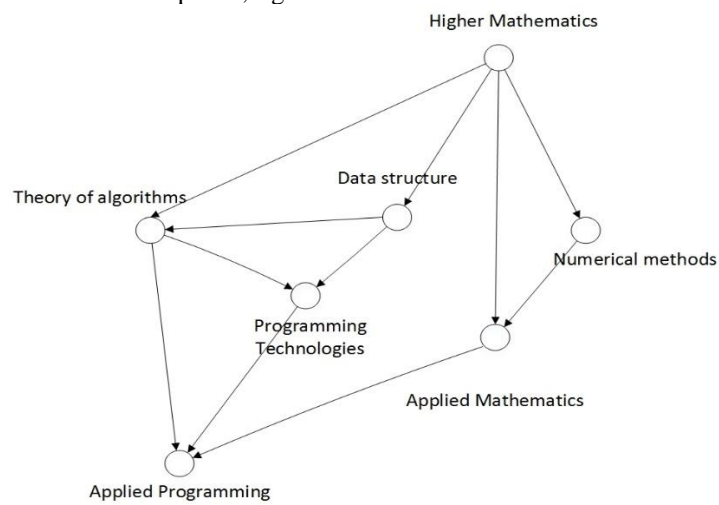 Higher Mathematics
Data structure
Theory of algorithms
Numerical methods
Programming
Technologies
Applied Mathematics
Applied Programming